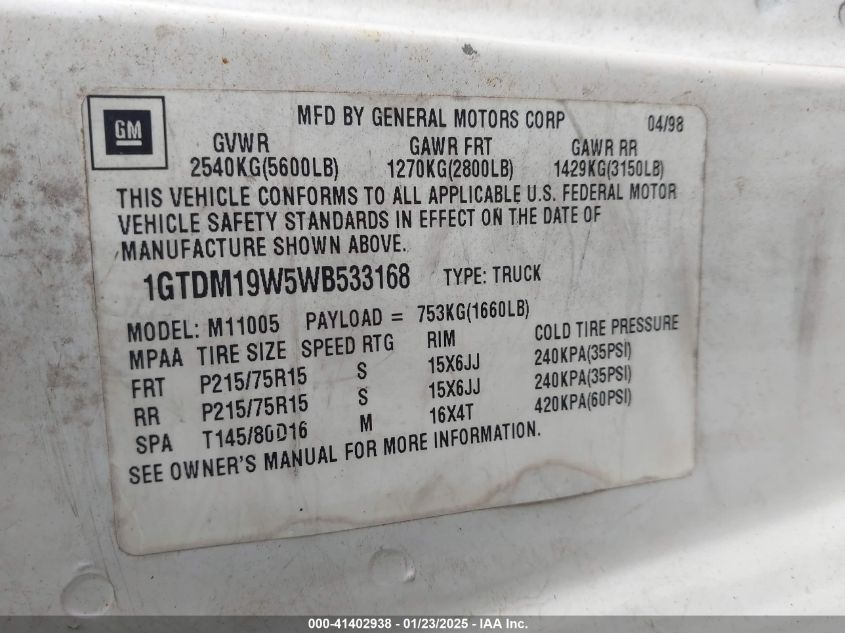 GM
MFD BY GENERAL MOTORS CORP 04/98
GVWR GAWR FRT GAWR RR
2540KG(5600LB) 1270KG(2800LB) 1429KG(3150LB)
THIS VEHICLE CONFORMS TO ALL APPLICABLE U.S. FEDERAL MOTOR
VEHICLE SAFETY STANDARDS IN EFFECT ON THE DATE OF
MANUFACTURE SHOWN ABOVE.
1GTDM19W5WB533168 TYPE: TRUCK
MODEL: M11005 PAYLOAD = 753KG(1660LB)
MPAA TIRE SIZE SPEED RTG RIM COLD TIRE PRESSURE
FRT P215/75R15 S 15X6JJ 240KPA(35PSI)
RR P215/75R15 S 15X6JJ 240KPA(35PSI)
SPA T145/80D16 M 16X4T 420KPA(60PSI)
SEE OWNER'S MANUAL FOR MORE INFORMATION.
000-41402938 - 01/23/2025 - IAA Inc.